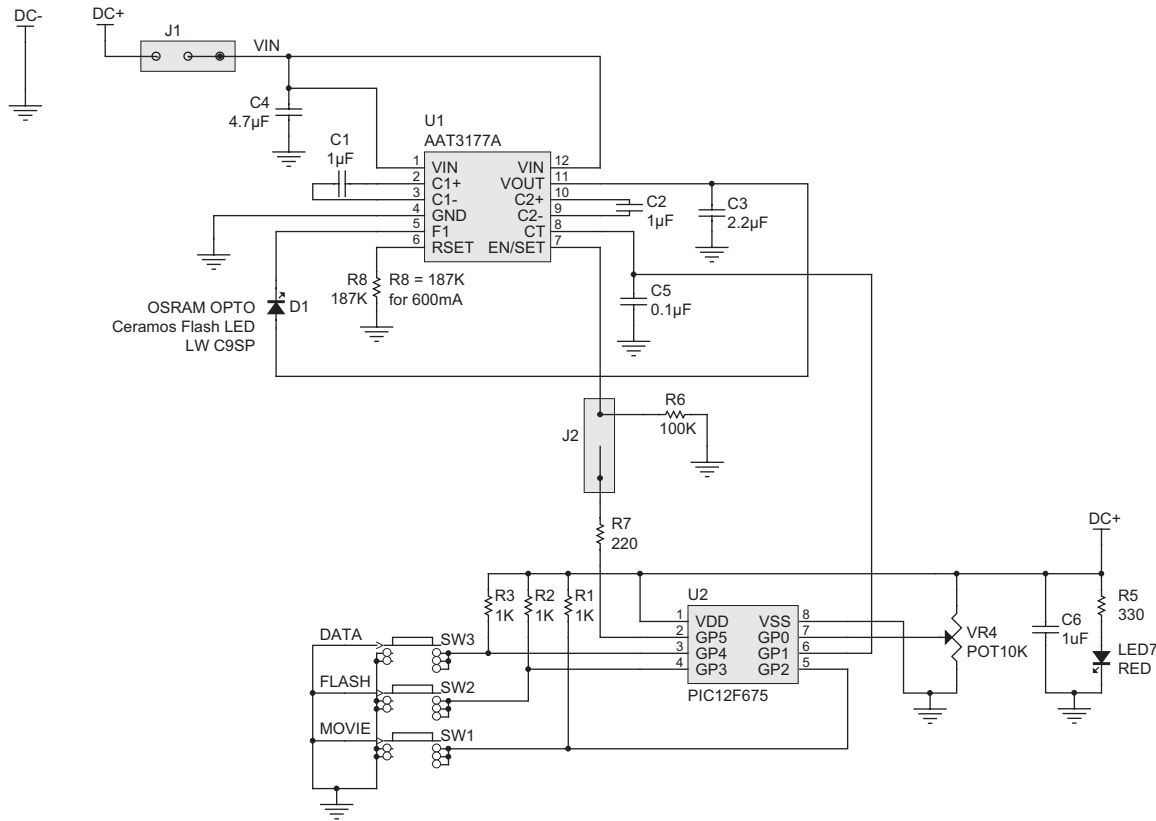 DC-
DC+
J1
VIN
C4
4.7µF
C1
1µF
U1
AAT3177A
1
2
3
4
5
6
VIN
C1+
C1-
GND
F1
RSET
VIN
VOUT
C2+
C2-
CT
EN/SET
12
11
10
9
8
7
C2
1µF
C3
2.2µF
C5
0.1µF
R8
187K
R8 = 187K
for 600mA
D1
OSRAM OPTO
Ceramos Flash LED
LW C9SP
J2
R6
100K
R7
220
DC+
R3
1K
R2
1K
R1
1K
U2
1
2
3
4
VDD
GP5
GP4
GP3
VSS
GP0
GP1
GP2
8
7
6
5
PIC12F675
VR4
POT10K
C6
1uF
R5
330
LED7
RED
DATA
SW3
FLASH
SW2
MOVIE
SW1